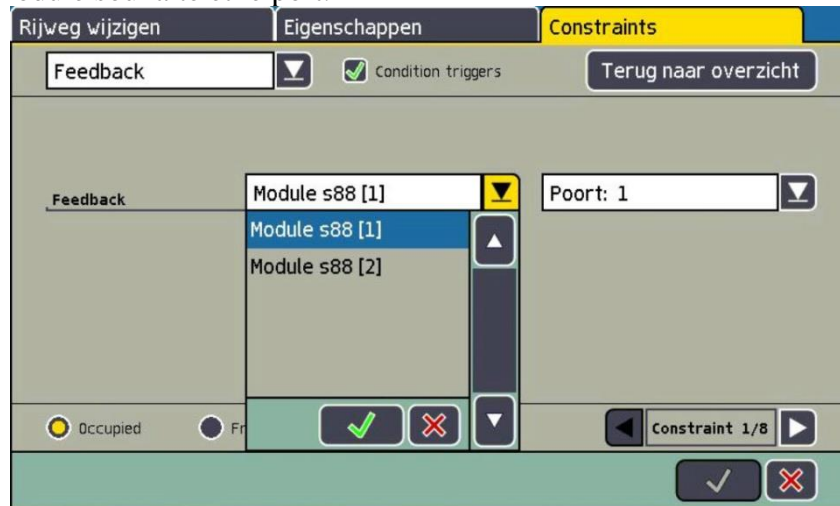 Rijweg wijzigen
Eigenschappen
Constraints
Feedback
Condition triggers
Terug naar overzicht
Feedback
Module s88 [1]
Poort: 1
Module s88 [1]
Module s88 [2]
Occupied
Fr
Constraint 1/8